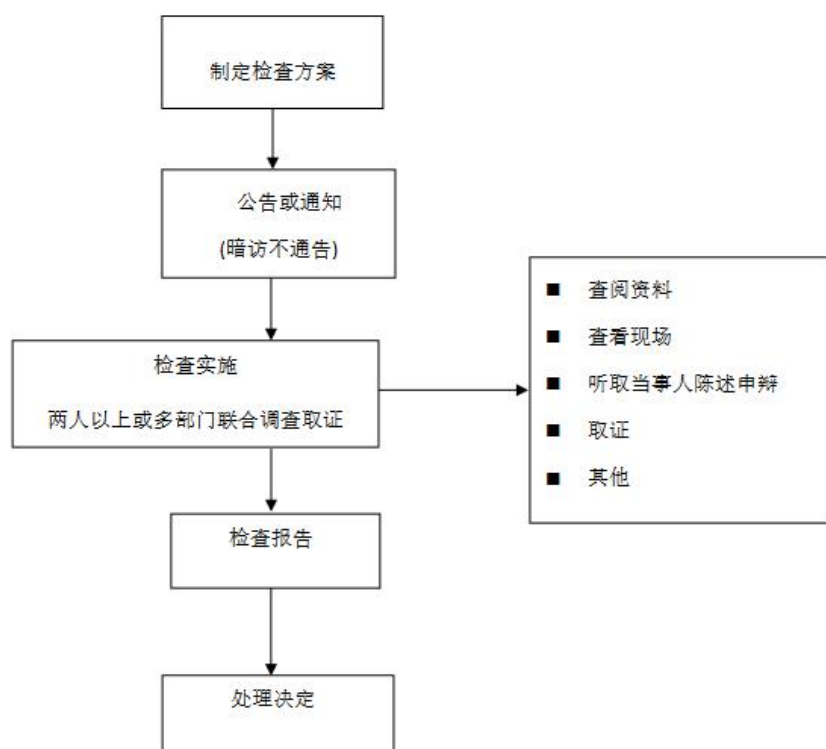 制定检查方案
公告或通知
(暗访不通告)
检查实施
两人以上或多部门联合调查取证
■ 查阅资料
■ 查看现场
■ 听取当事人陈述申辩
■ 取证
■ 其他
检查报告
处理决定